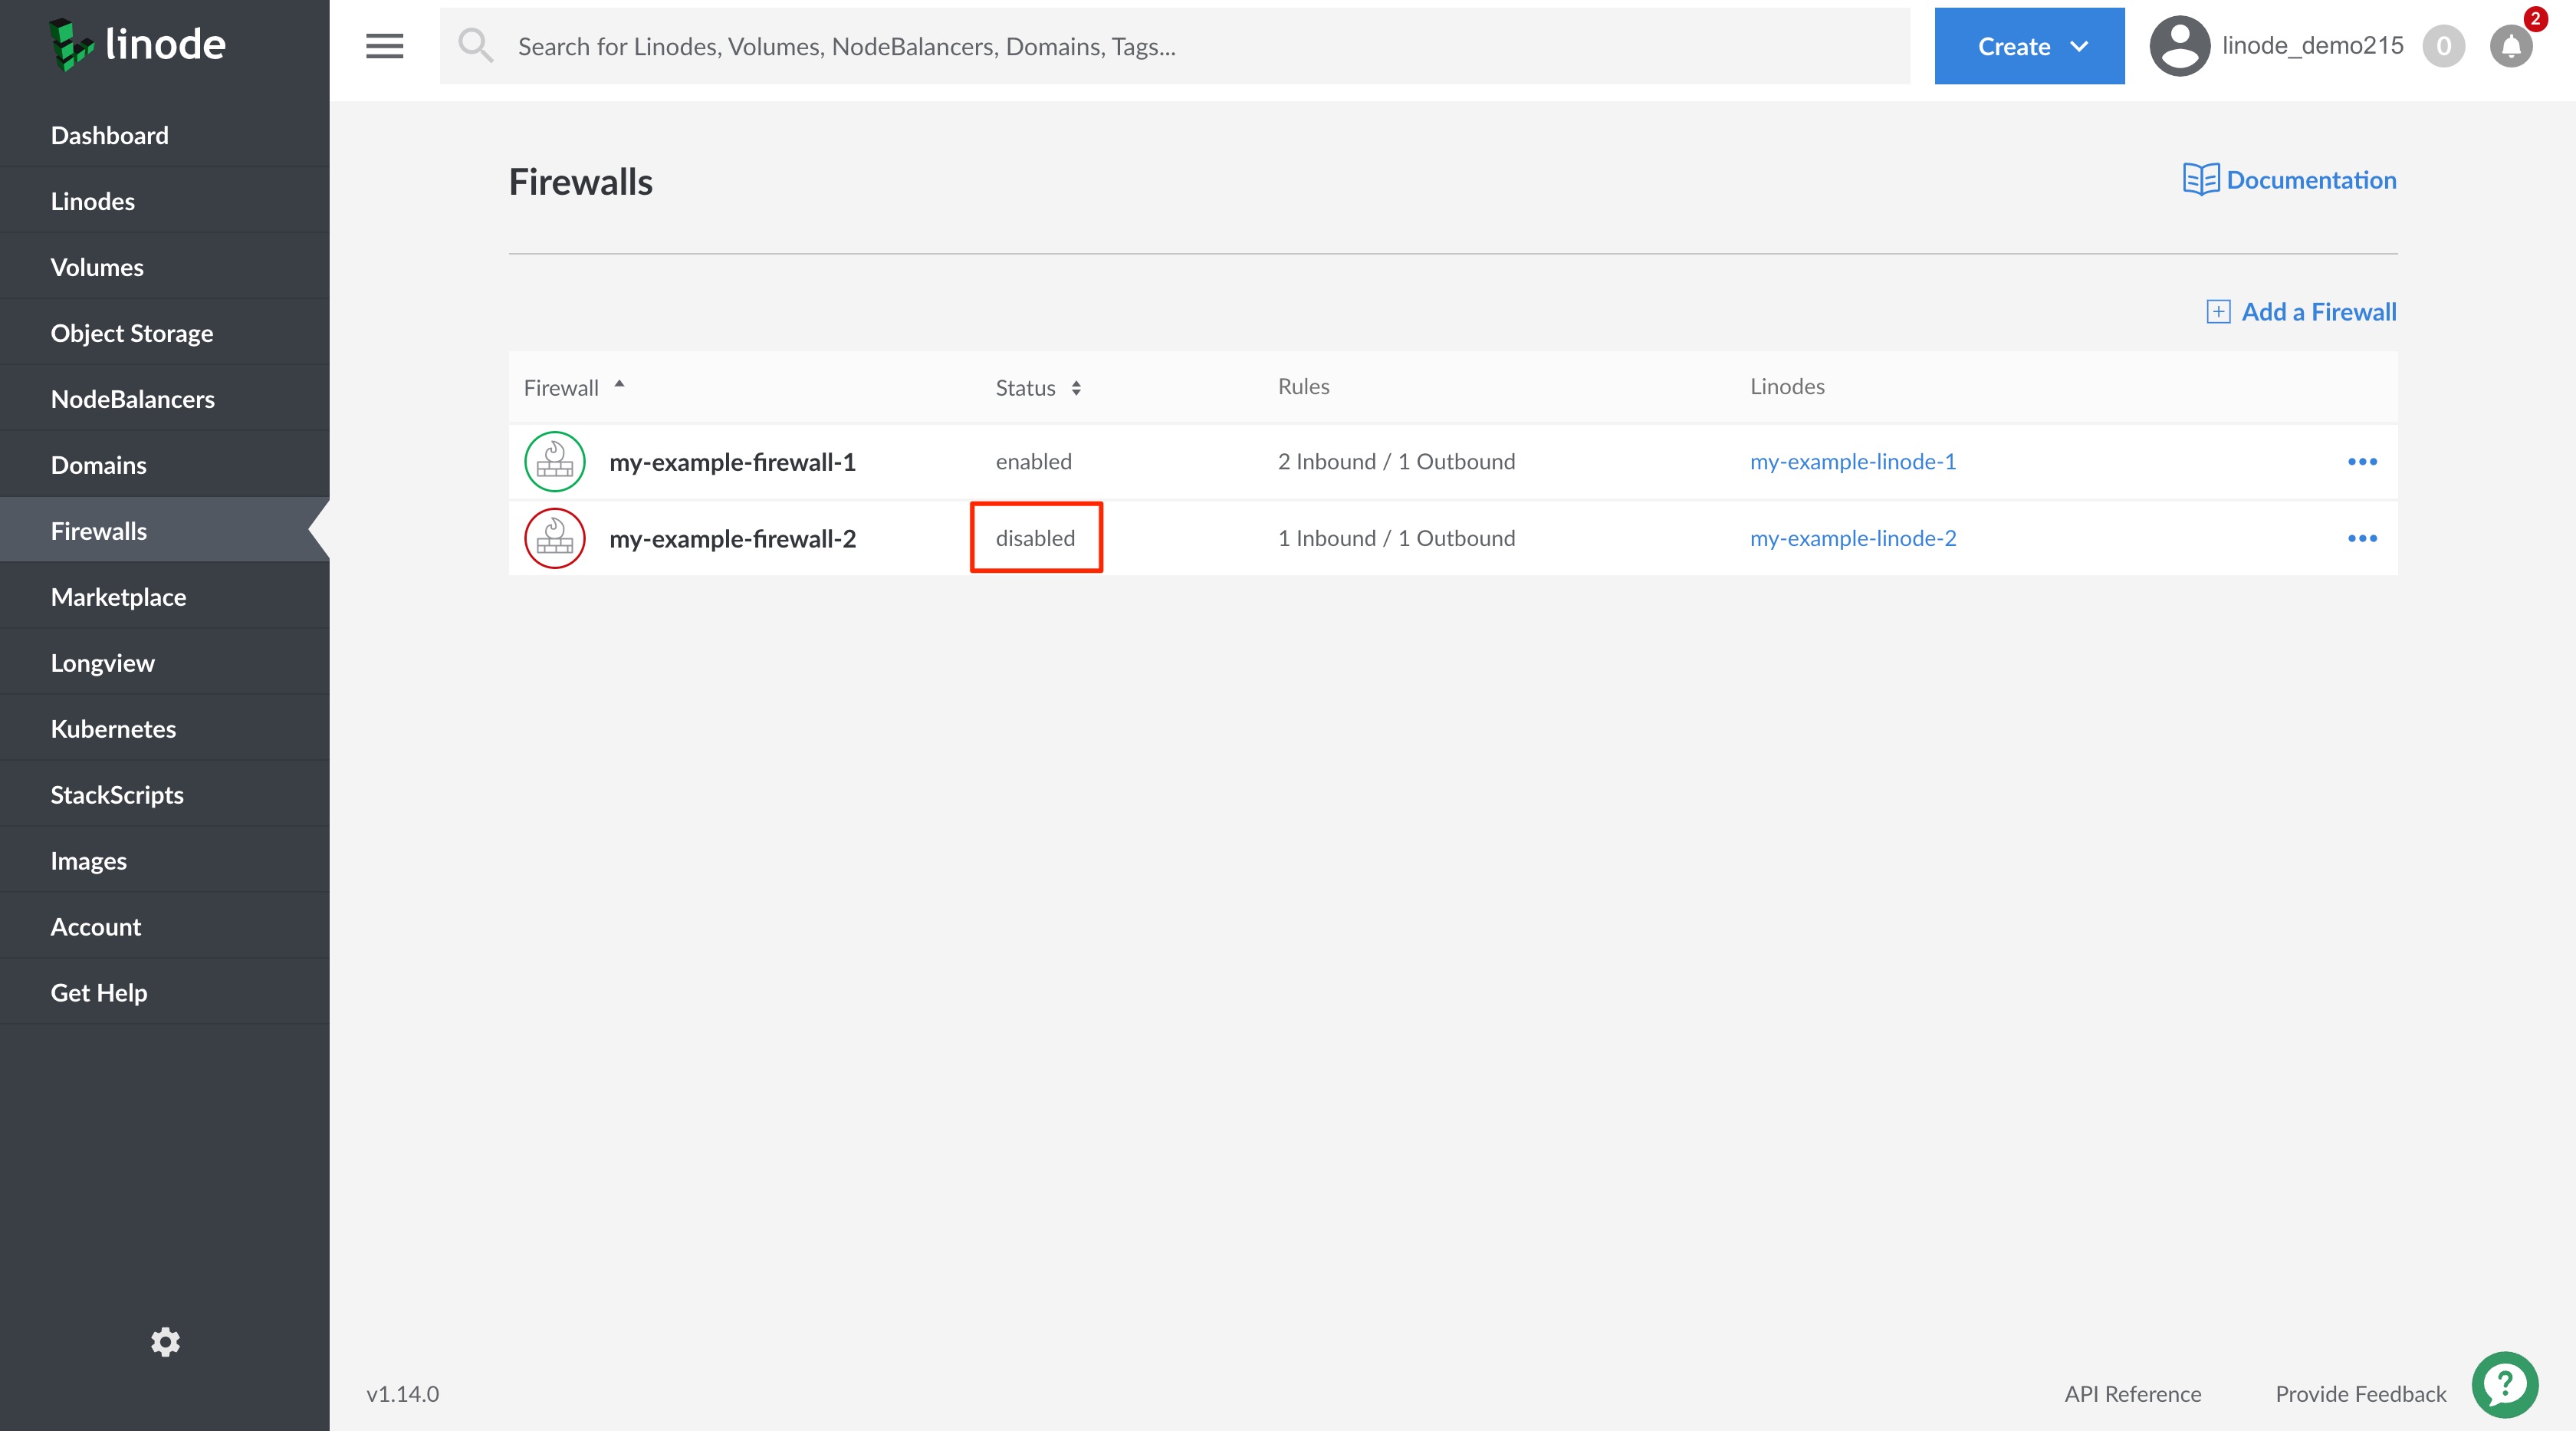 linode
Search for Linodes, Volumes, NodeBalancers, Domains, Tags...
Create
linode_demo215
0
2
Dashboard
Linodes
Volumes
Object Storage
NodeBalancers
Domains
Firewalls
Marketplace
Longview
Kubernetes
StackScripts
Images
Account
Get Help
Firewalls
Documentation
Add a Firewall
Firewall Status Rules Linodes
my-example-firewall-1 enabled 2 Inbound / 1 Outbound my-example-linode-1
my-example-firewall-2 disabled 1 Inbound / 1 Outbound my-example-linode-2
v1.14.0
API Reference
Provide Feedback
?